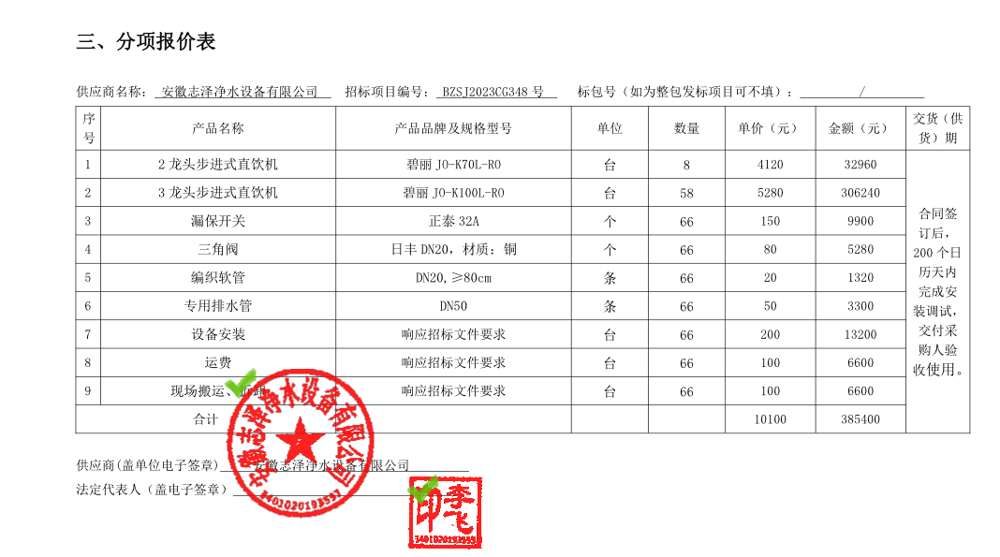 三、分项报价表
供应商名称： 安徽志泽净水设备有限公司 招标项目编号： BZSJ2023CG348 号 标包号（如为整包发标项目可不填）： /
序号 产品名称 产品品牌及规格型号 单位 数量 单价（元） 金额（元） 交货（供货）期
1 2 龙头步进式直饮机 碧丽 JO-K70L-RO 台 8 4120 32960
2 3 龙头步进式直饮机 碧丽 JO-K100L-RO 台 58 5280 306240
3 漏保开关 正泰 32A 个 66 150 9900
4 三角阀 日丰 DN20，材质：铜 个 66 80 5280
5 编织软管 DN20,≥80cm 条 66 20 1320
6 专用排水管 DN50 条 66 50 3300
7 设备安装 响应招标文件要求 台 66 200 13200
8 运费 响应招标文件要求 台 66 100 6600
9 现场搬运、拆卸 响应招标文件要求 台 66 100 6600
合计 10100 385400
合同签
订后，
200 个日
历天内
完成安
装调试，
交付采
购人验
收使用。
供应商(盖单位电子签章) 安徽志泽净水设备有限公司
法定代表人（盖电子签章）
安徽志泽净水设备有限公司
3401020193557
李飞印